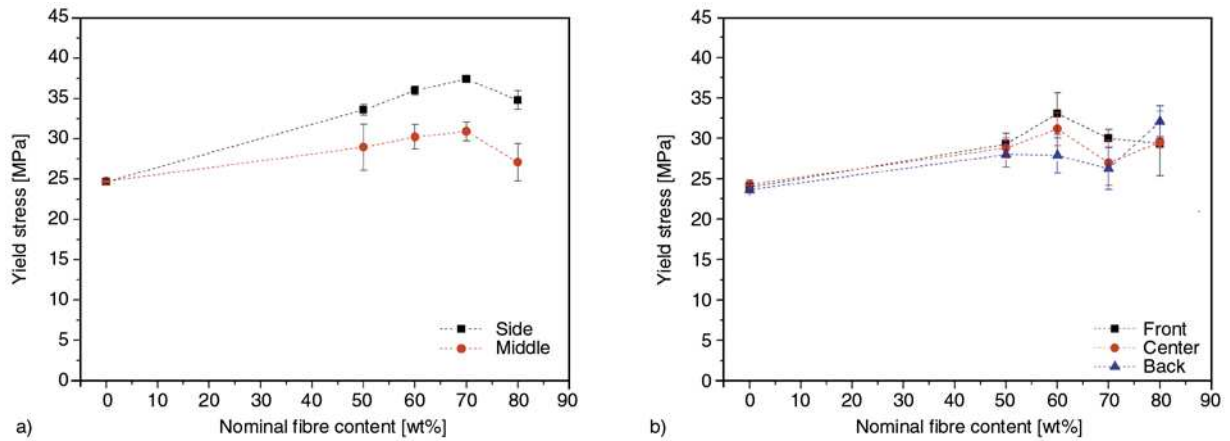 45
40
35
30
25
20
15
10
5
0
Yield stress [MPa]
Side
Middle
0 10 20 30 40 50 60 70 80 90
a) Nominal fibre content [wt%]
45
40
35
30
25
20
15
10
5
0
Yield stress [MPa]
Front
Center
Back
0 10 20 30 40 50 60 70 80 90
b) Nominal fibre content [wt%]